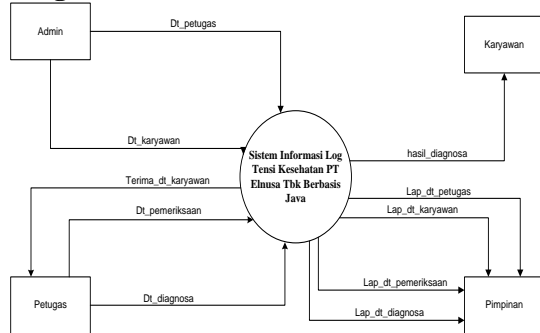 Admin
Dt_petugas
Karyawan
Dt_karyawan
Sistem Informasi Log
Tensi Kesehatan PT
Elnusa Tbk Berbasis
Java
hasil_diagnosa
Terima_dt_karyawan
Lap_dt_petugas
Dt_pemeriksaan
Lap_dt_karyawan
Petugas
Dt_diagnosa
Lap_dt_pemeriksaan
Lap_dt_diagnosa
Pimpinan